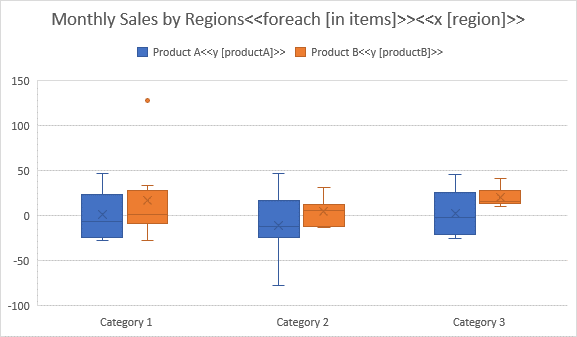 Monthly Sales by Regions<<foreach [in items]>><<x [region]>>
Product A<<y [productA]>> Product B<<y [productB]>>
150
100
50
0
-50
-100
Category 1 Category 2 Category 3